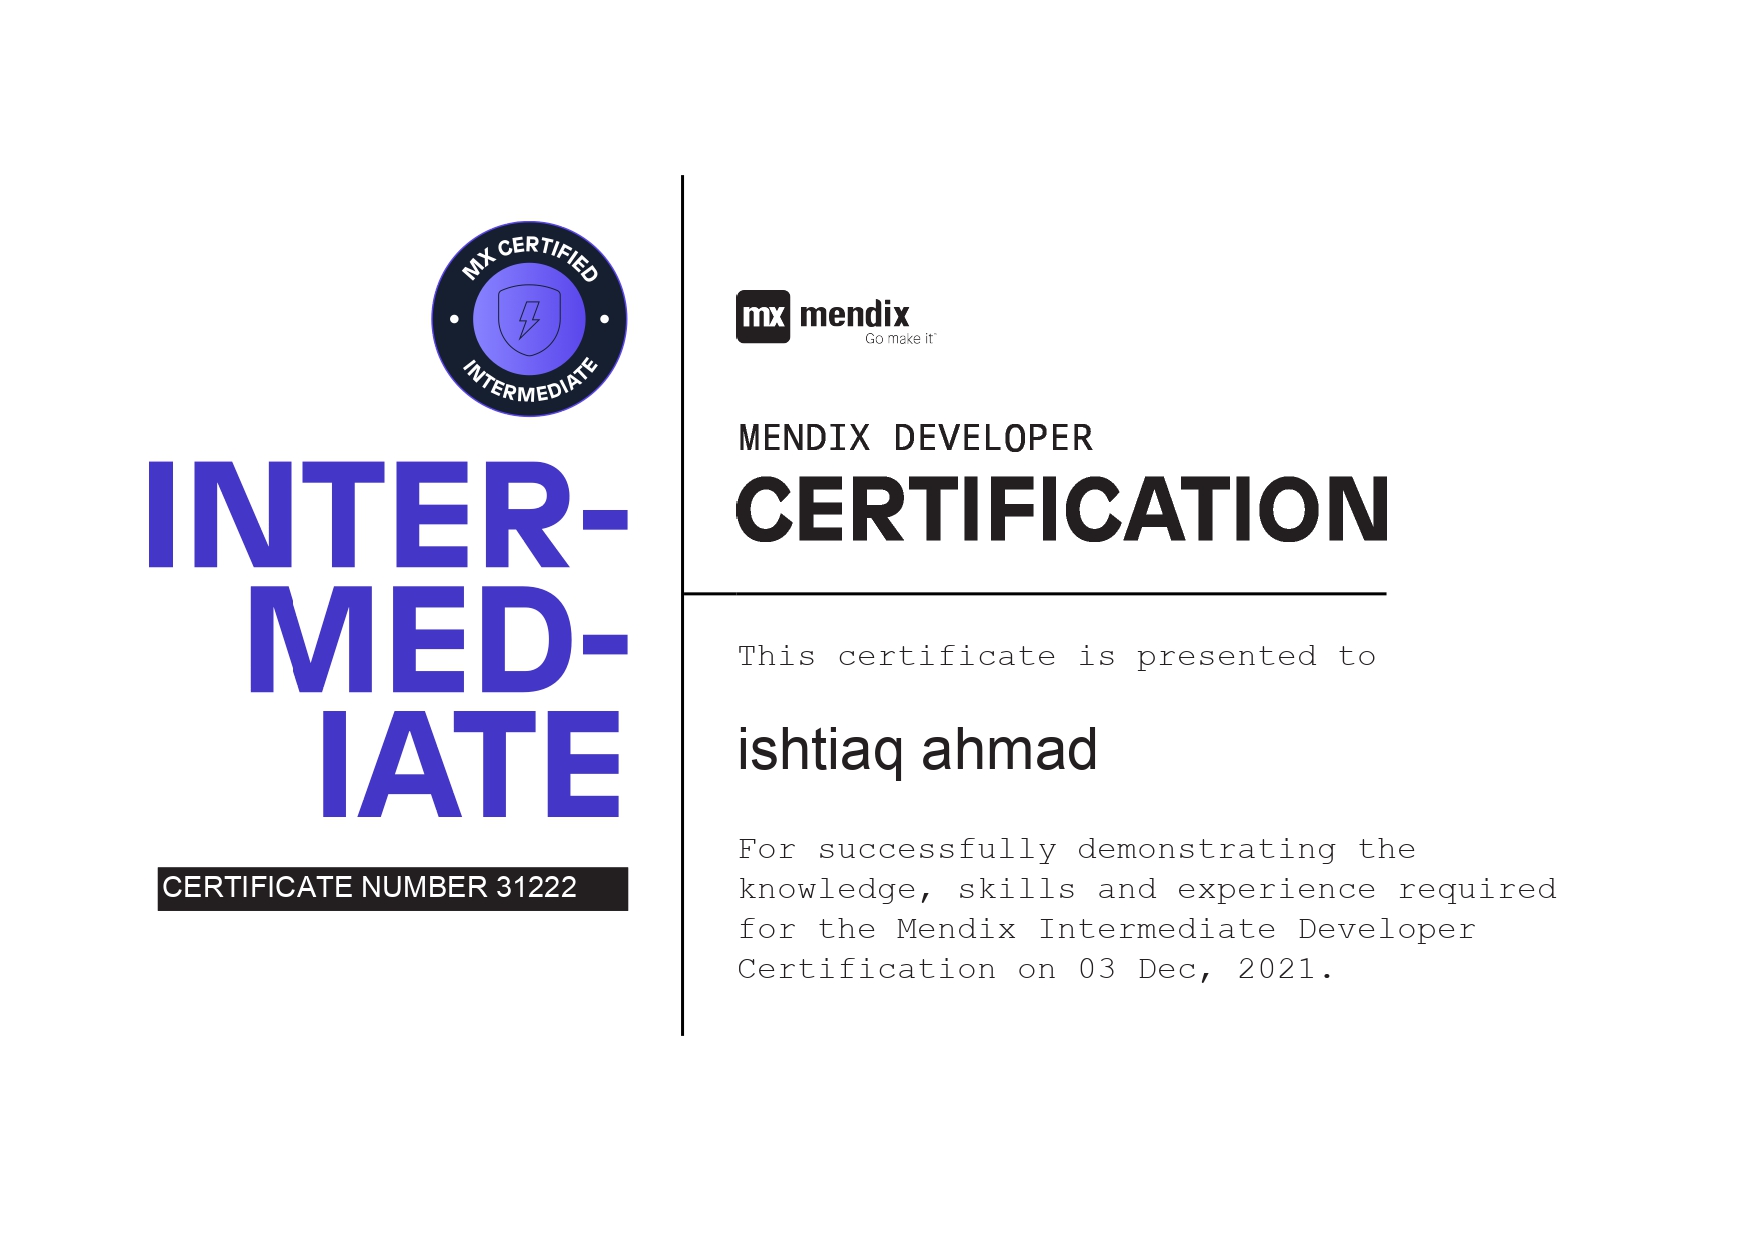 MX CERTIFIED
INTERMEDIATE
INTER-
MED-
IATE
CERTIFICATE NUMBER 31222
mx mendix
Go make it™
MENDIX DEVELOPER
CERTIFICATION
This certificate is presented to
ishtiaq ahmad
For successfully demonstrating the
knowledge, skills and experience required
for the Mendix Intermediate Developer
Certification on 03 Dec, 2021.